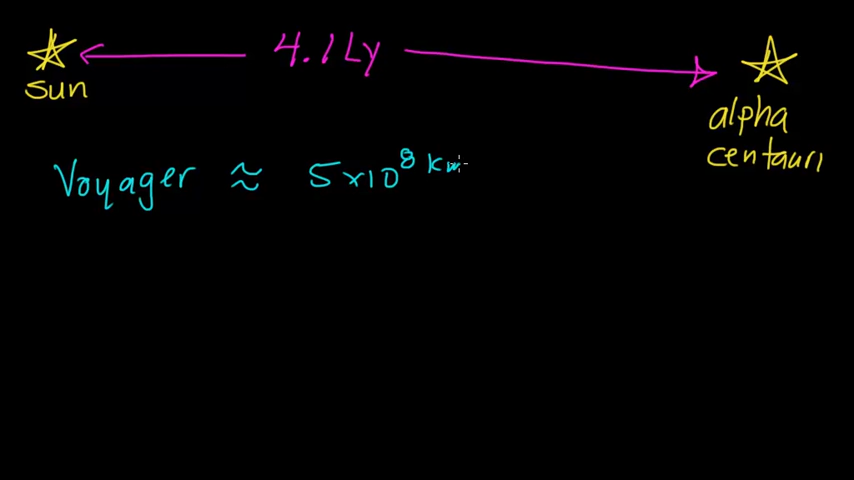 4.1 Ly
sun
alpha
centauri
Voyager ≈ 5×10⁸ km